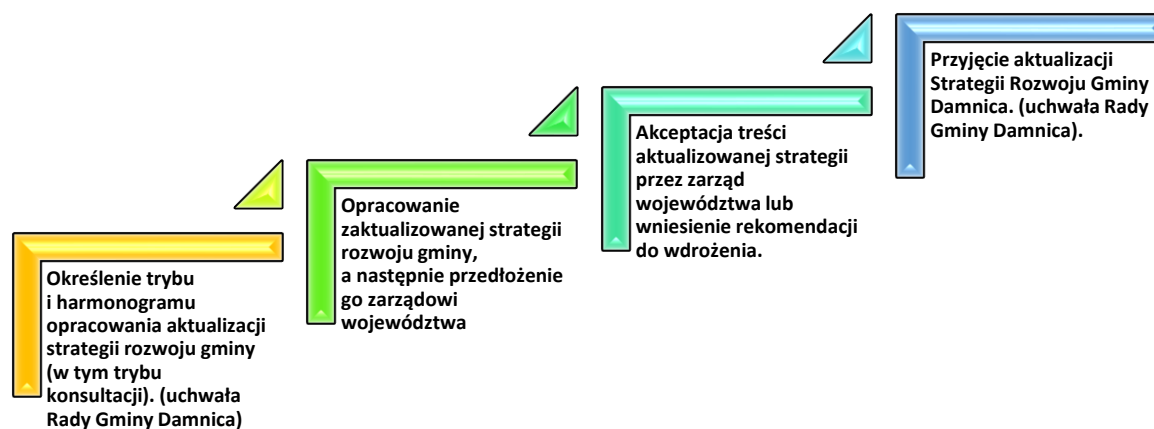 Określenie trybu
i harmonogramu
opracowania aktualizacji
strategii rozwoju gminy
(w tym trybu
konsultacji). (uchwała
Rady Gminy Damnica)
Opracowanie
zaktualizowanej strategii
rozwoju gminy,
a następnie przedłożenie
go zarządowi
województwa
Akceptacja treści
aktualizowanej strategii
przez zarząd
województwa lub
wniesienie rekomendacji
do wdrożenia.
Przyjęcie aktualizacji
Strategii Rozwoju Gminy
Damnica. (uchwała Rady
Gminy Damnica).